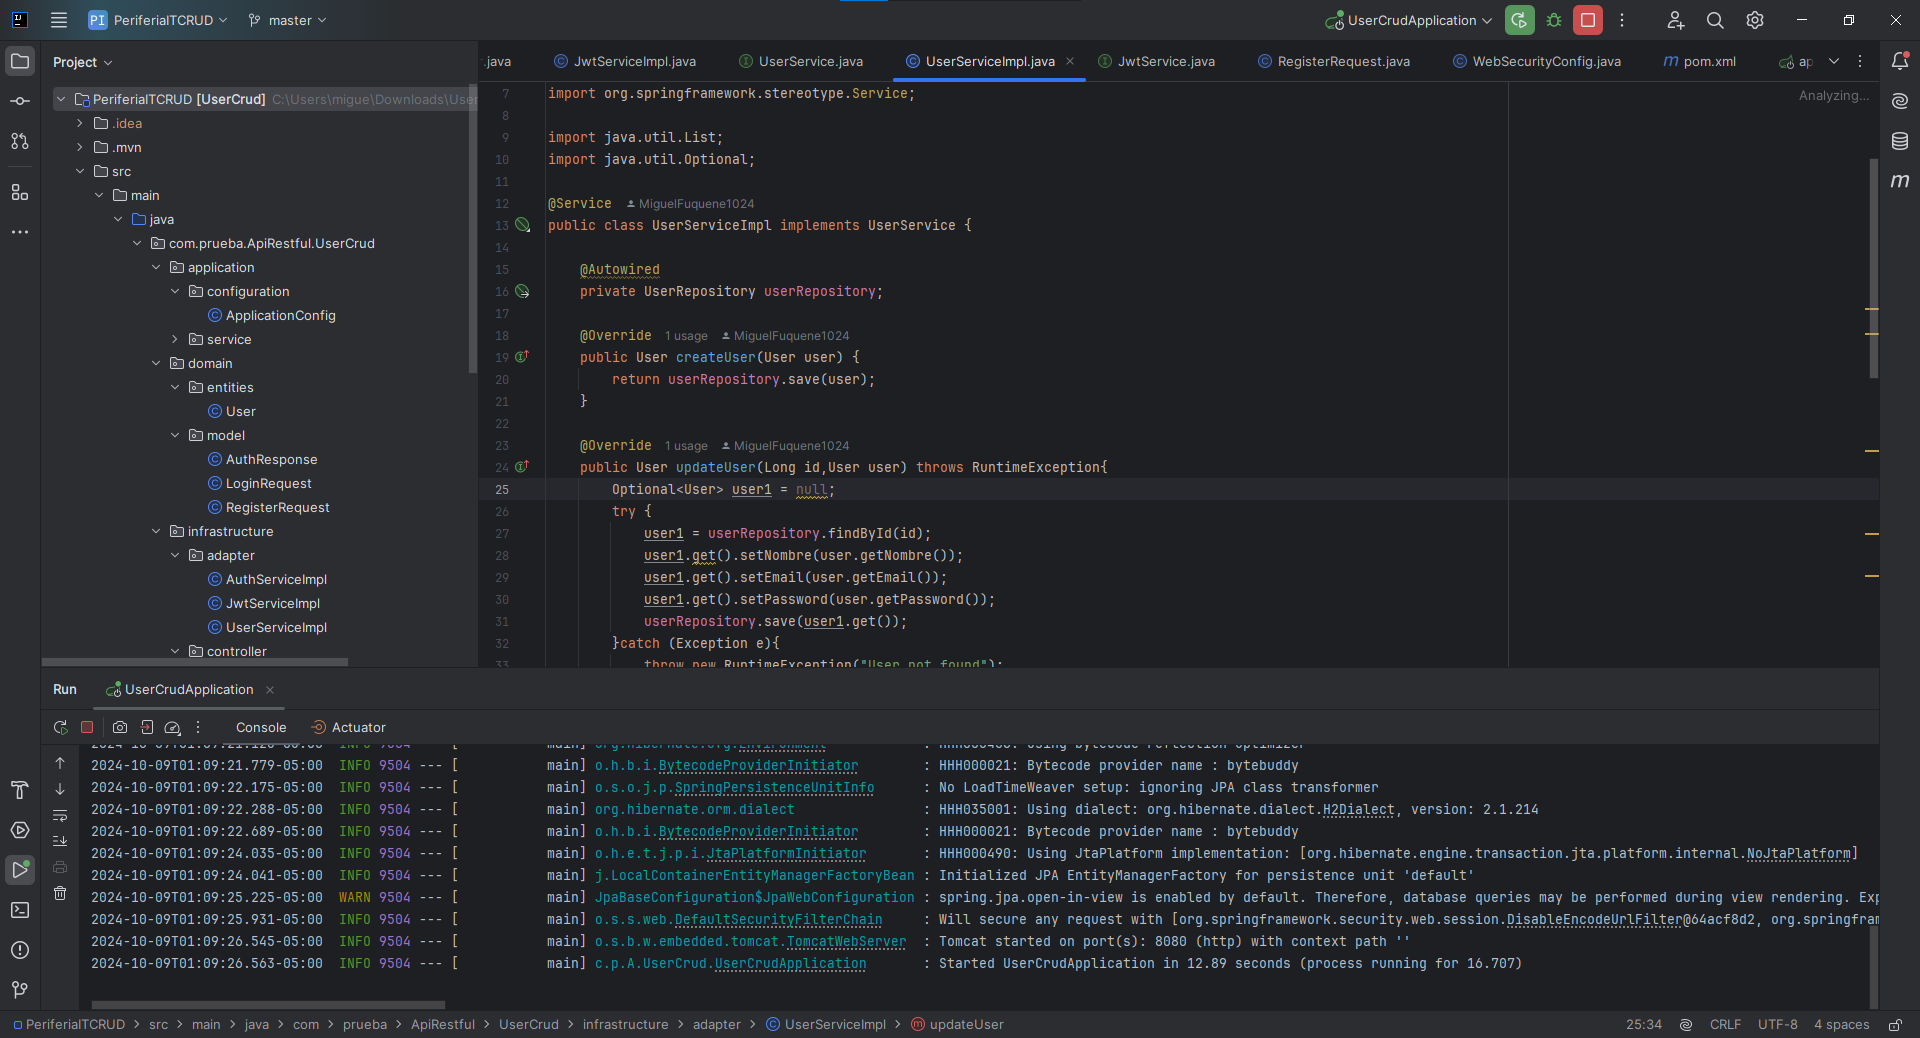 PI PeriferialTCRUD master UserCrudApplication
Project
.java JwtServiceImpl.java UserService.java UserServiceImpl.java JwtService.java RegisterRequest.java WebSecurityConfig.java pom.xml ap
PeriferialTCRUD [UserCrud] C:\Users\migue\Downloads\User
.idea
.mvn
src
main
java
com.prueba.ApiRestful.UserCrud
application
configuration
ApplicationConfig
service
domain
entities
User
model
AuthResponse
LoginRequest
RegisterRequest
infrastructure
adapter
AuthServiceImpl
JwtServiceImpl
UserServiceImpl
controller
Analyzing...
7 import org.springframework.stereotype.Service;
8
9 import java.util.List;
10 import java.util.Optional;
11
12 @Service MiguelFuquene1024
13 public class UserServiceImpl implements UserService {
14
15 @Autowired
16 private UserRepository userRepository;
17
18 @Override 1 usage MiguelFuquene1024
19 public User createUser(User user) {
20 return userRepository.save(user);
21 }
22
23 @Override 1 usage MiguelFuquene1024
24 public User updateUser(Long id,User user) throws RuntimeException{
25 Optional<User> user1 = null;
26 try {
27 user1 = userRepository.findById(id);
28 user1.get().setNombre(user.getNombre());
29 user1.get().setEmail(user.getEmail());
30 user1.get().setPassword(user.getPassword());
31 userRepository.save(user1.get());
32 }catch (Exception e){
33 throw new RuntimeException("User not found");
Run UserCrudApplication
Console Actuator
2024-10-09T01:09:21.779-05:00 INFO 9504 --- [ main] o.h.b.i.BytecodeProviderInitiator : HHH000021: Bytecode provider name : bytebuddy
2024-10-09T01:09:22.175-05:00 INFO 9504 --- [ main] o.s.o.j.p.SpringPersistenceUnitInfo : No LoadTimeWeaver setup: ignoring JPA class transformer
2024-10-09T01:09:22.288-05:00 INFO 9504 --- [ main] org.hibernate.orm.dialect : HHH035001: Using dialect: org.hibernate.dialect.H2Dialect, version: 2.1.214
2024-10-09T01:09:22.689-05:00 INFO 9504 --- [ main] o.h.b.i.BytecodeProviderInitiator : HHH000021: Bytecode provider name : bytebuddy
2024-10-09T01:09:24.035-05:00 INFO 9504 --- [ main] o.h.e.t.j.p.i.JtaPlatformInitiator : HHH000490: Using JtaPlatform implementation: [org.hibernate.engine.transaction.jta.platform.internal.NoJtaPlatform]
2024-10-09T01:09:24.041-05:00 INFO 9504 --- [ main] j.LocalContainerEntityManagerFactoryBean : Initialized JPA EntityManagerFactory for persistence unit 'default'
2024-10-09T01:09:25.225-05:00 WARN 9504 --- [ main] JpaBaseConfiguration$JpaWebConfiguration : spring.jpa.open-in-view is enabled by default. Therefore, database queries may be performed during view rendering. Exp
2024-10-09T01:09:25.931-05:00 INFO 9504 --- [ main] o.s.s.web.DefaultSecurityFilterChain : Will secure any request with [org.springframework.security.web.session.DisableEncodeUrlFilter@64acf8d2, org.springfram
2024-10-09T01:09:26.545-05:00 INFO 9504 --- [ main] o.s.b.w.embedded.tomcat.TomcatWebServer : Tomcat started on port(s): 8080 (http) with context path ''
2024-10-09T01:09:26.563-05:00 INFO 9504 --- [ main] c.p.A.UserCrud.UserCrudApplication : Started UserCrudApplication in 12.89 seconds (process running for 16.707)
PeriferialTCRUD > src > main > java > com > prueba > ApiRestful > UserCrud > infrastructure > adapter > UserServiceImpl > updateUser 25:34 CRLF UTF-8 4 spaces